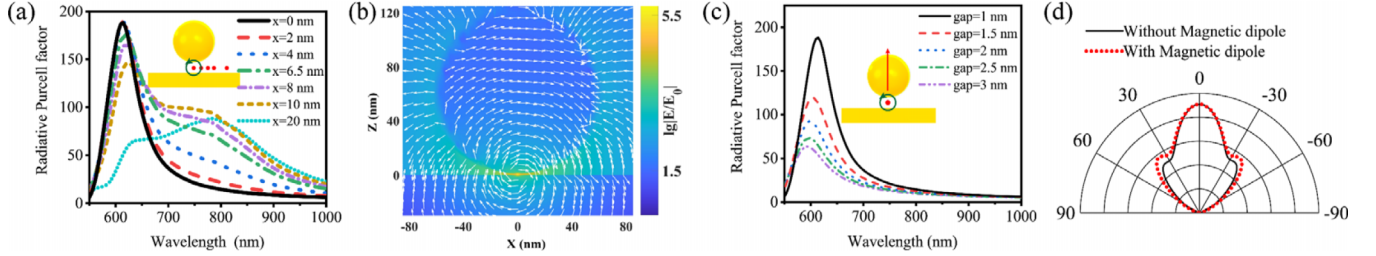 (a)
Radiative Purcell factor
200
150
100
50
0
600
700
800
900
1000
Wavelength (nm)
x=0 nm
x=2 nm
x=4 nm
x=6.5 nm
x=8 nm
x=10 nm
x=20 nm
(b)
Z (nm)
120
80
40
0
-80
-40
0
40
80
X (nm)
5.5
lg|E/E0|
1.5
(c)
Radiative Purcell factor
200
150
100
50
0
600
700
800
900
1000
Wavelength (nm)
gap=1 nm
gap=1.5 nm
gap=2 nm
gap=2.5 nm
gap=3 nm
(d)
Without Magnetic dipole
With Magnetic dipole
0
30
-30
60
-60
90
-90